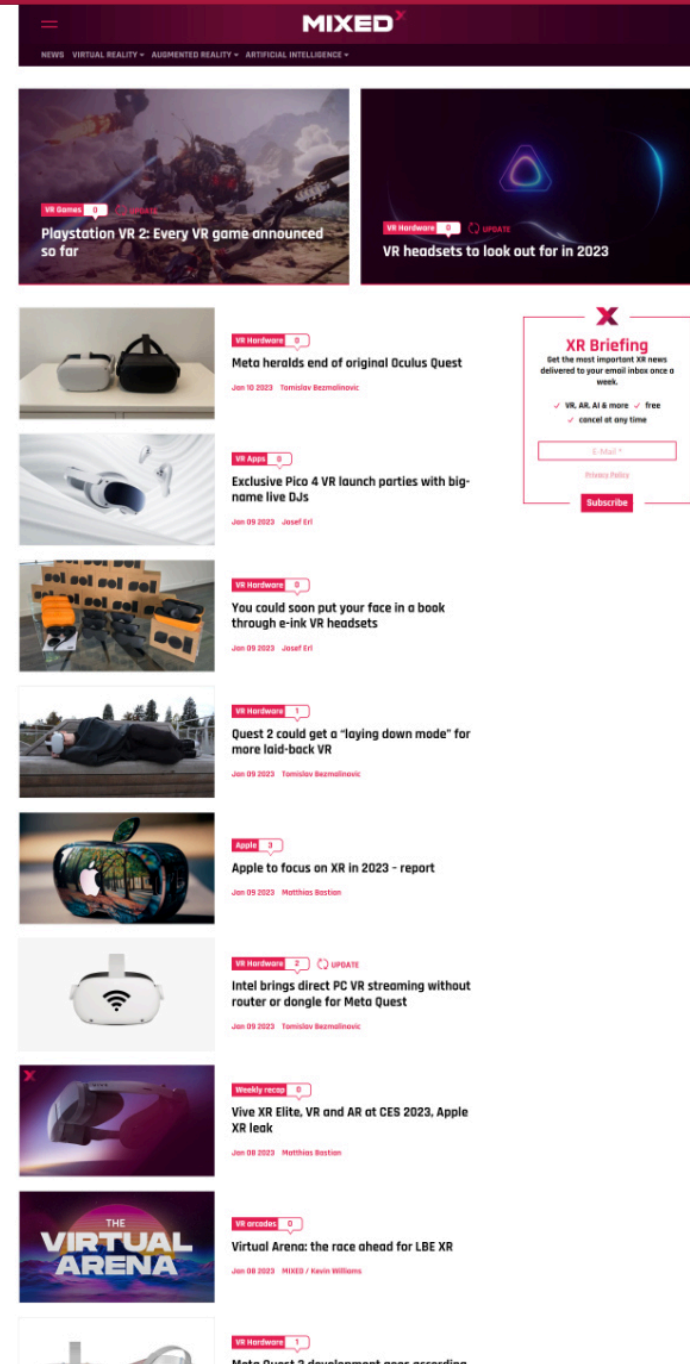 MIXED
NEWS VIRTUAL REALITY AUGMENTED REALITY ARTIFICIAL INTELLIGENCE
VR Games 0 UPDATE
Playstation VR 2: Every VR game announced
so far
VR Hardware 0 UPDATE
VR headsets to look out for in 2023
VR Hardware 0
Meta heralds end of original Oculus Quest
Jan 10 2023 Tomislav Bezmalinovic
XR Briefing
Get the most important XR news
delivered to your email inbox once a
week.
VR, AR, AI & more free
cancel at any time
E-Mail *
Privacy Policy
Subscribe
VR Apps 0
Exclusive Pico 4 VR launch parties with big-
name live DJs
Jan 09 2023 Josef Erl
VR Hardware 0
You could soon put your face in a book
through e-ink VR headsets
Jan 09 2023 Josef Erl
VR Hardware 1
Quest 2 could get a “laying down mode” for
more laid-back VR
Jan 09 2023 Tomislav Bezmalinovic
Apple 3
Apple to focus on XR in 2023 – report
Jan 09 2023 Matthias Bastian
VR Hardware 2 UPDATE
Intel brings direct PC VR streaming without
router or dongle for Meta Quest
Jan 09 2023 Tomislav Bezmalinovic
Weekly recap 0
Vive XR Elite, VR and AR at CES 2023, Apple
XR leak
Jan 08 2023 Matthias Bastian
THE
VIRTUAL
ARENA
VR arcades 0
Virtual Arena: the race ahead for LBE XR
Jan 08 2023 MIXED / Kevin Williams
VR Hardware 1
Meta Quest 3 development goes according